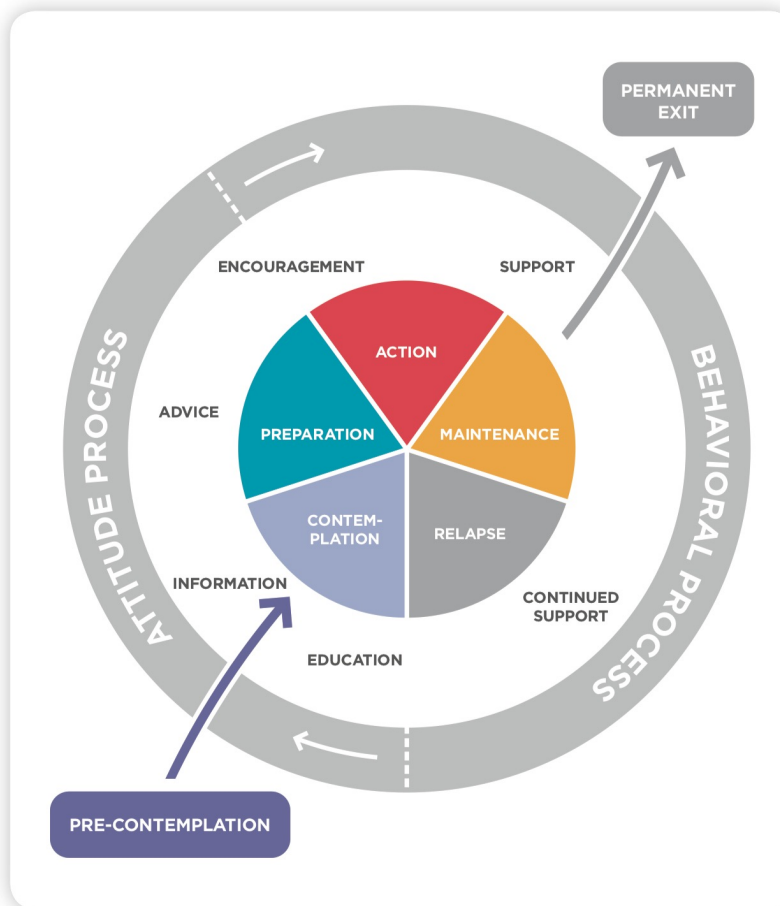 PERMANENT
EXIT
ENCOURAGEMENT
SUPPORT
ACTION
ATTITUDE PROCESS
BEHAVIORAL PROCESS
ADVICE
PREPARATION
MAINTENANCE
CONTEM-
PLATION
RELAPSE
INFORMATION
CONTINUED
SUPPORT
EDUCATION
PRE-CONTEMPLATION